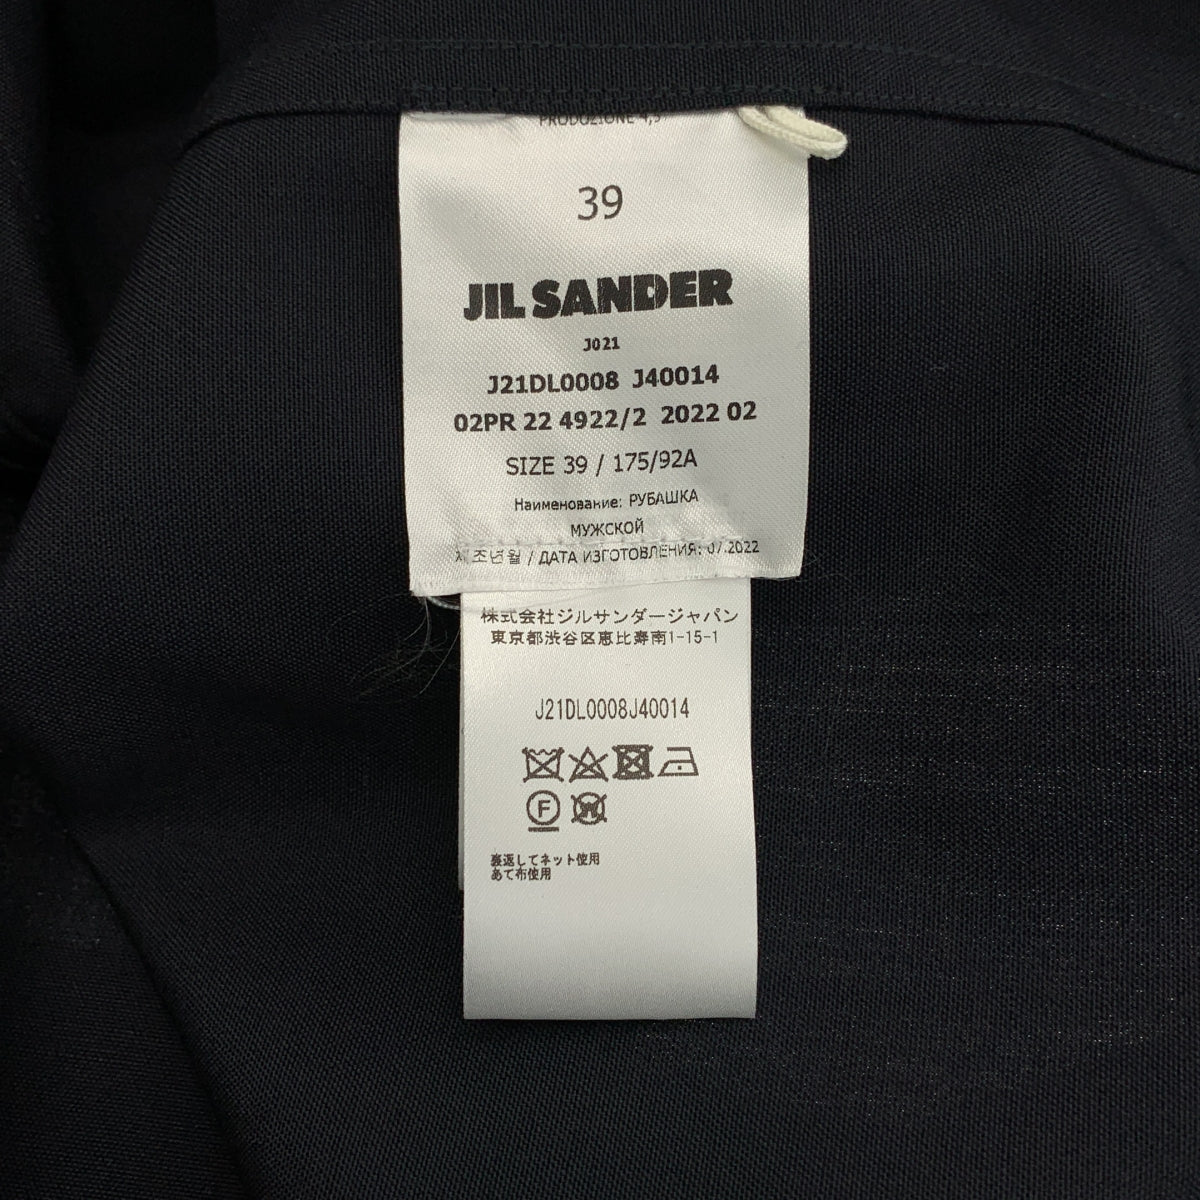 PRODUZIONE 4,5
39
JIL SANDER
J021
J21DL0008 J40014
02PR 22 4922/2 2022 02
SIZE 39 / 175/92A
Наименование: РУБАШКА
МУЖСКОЙ
제조년월 / ДАТА ИЗГОТОВЛЕНИЯ: 07.2022
株式会社ジルサンダージャパン
東京都渋谷区恵比寿南1-15-1
J21DL0008J40014
F
W
裏返してネット使用
あて布使用